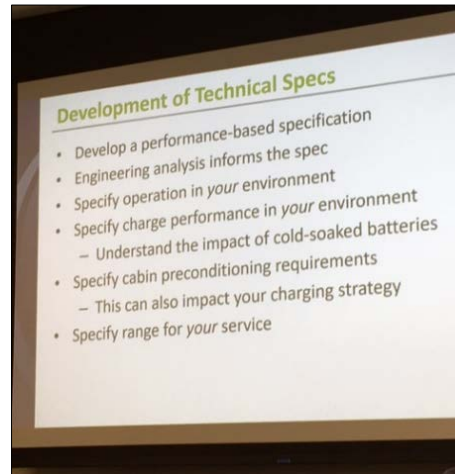 Development of Technical Specs
• Develop a performance-based specification
• Engineering analysis informs the spec
• Specify operation in your environment
• Specify charge performance in your environment
– Understand the impact of cold-soaked batteries
• Specify cabin preconditioning requirements
– This can also impact your charging strategy
• Specify range for your service